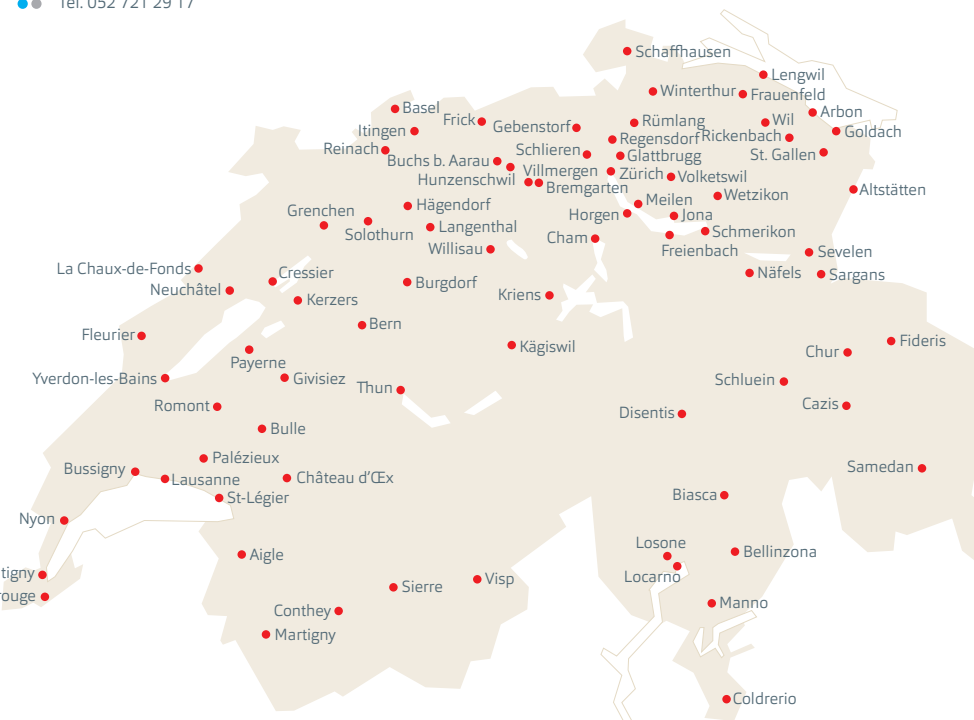 Tel. 052 721 29 17
Schaffhausen
Lengwil
Winterthur
Frauenfeld
Basel
Arbon
Frick
Gebenstorf
Rümlang
Wil
Itingen
Goldach
Regensdorf
Rickenbach
Reinach
Schlieren
Glattbrugg
St. Gallen
Buchs b. Aarau
Villmergen
Zürich
Volketswil
Hunzenschwil
Bremgarten
Altstätten
Wetzikon
Meilen
Hägendorf
Grenchen
Horgen
Jona
Solothurn
Langenthal
Schmerikon
Cham
Willisau
Freienbach
Sevelen
La Chaux-de-Fonds
Cressier
Näfels
Sargans
Neuchâtel
Burgdorf
Kriens
Kerzers
Bern
Fleurier
Fideris
Kägiswil
Chur
Payerne
Yverdon-les-Bains
Givisiez
Schluein
Thun
Romont
Cazis
Disentis
Bulle
Palézieux
Bussigny
Samedan
Lausanne
Château d'Œx
St-Légier
Biasca
Nyon
Losone
Bellinzona
Aigle
tigny
Locarno
Visp
Sierre
rouge
Manno
Conthey
Martigny
Coldrerio